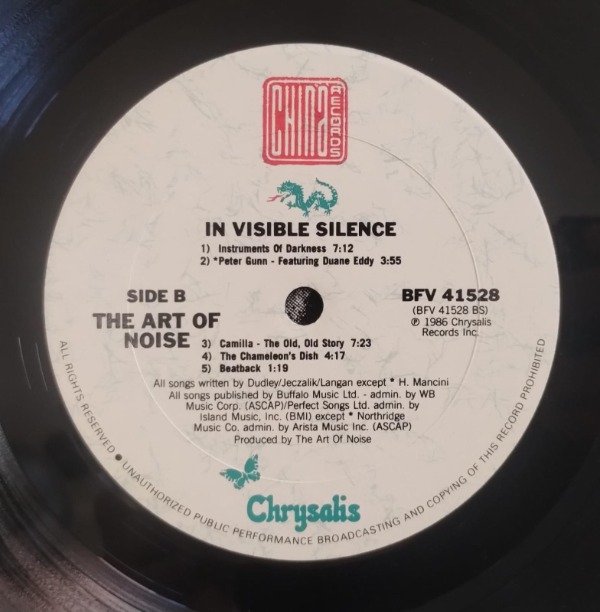 CHINA
RECORDS
IN VISIBLE SILENCE
1) Instruments Of Darkness 7:12
2) *Peter Gunn - Featuring Duane Eddy 3:55
SIDE B
THE ART OF
NOISE
BFV 41528
(BFV 41528 BS)
℗ 1986 Chrysalis
Records Inc.
3) Camilla - The Old, Old Story 7:23
4) The Chameleon's Dish 4:17
5) Beatback 1:19
All songs written by Dudley/Jeczalik/Langan except * H. Mancini
All songs published by Buffalo Music Ltd. - admin. by WB
Music Corp. (ASCAP)/Perfect Songs Ltd. admin. by
Island Music, Inc. (BMI) except * Northridge
Music Co. admin. by Arista Music Inc. (ASCAP)
Produced by The Art Of Noise
Chrysalis
ALL RIGHTS RESERVED • UNAUTHORIZED PUBLIC PERFORMANCE BROADCASTING AND COPYING OF THIS RECORD PROHIBITED